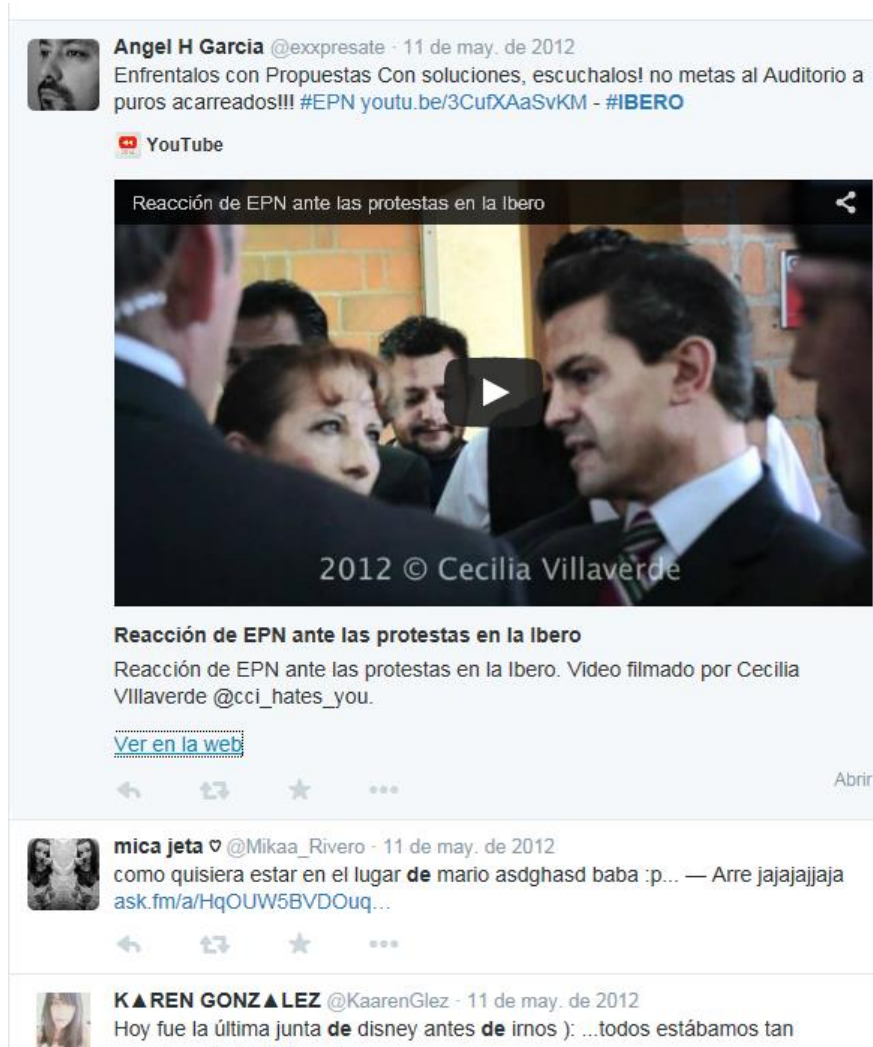 Angel H Garcia @exxpresate · 11 de may. de 2012
Enfrentalos con Propuestas Con soluciones, escuchalos! no metas al Auditorio a
puros acarreados!!! #EPN youtu.be/3CufXAaSvKM - #IBERO
YouTube
Reacción de EPN ante las protestas en la Ibero
2012 © Cecilia Villaverde
Reacción de EPN ante las protestas en la Ibero
Reacción de EPN ante las protestas en la Ibero. Video filmado por Cecilia
VIllaverde @cci_hates_you.
Ver en la web
Abrir
mica jeta ♡ @Mikaa_Rivero · 11 de may. de 2012
como quisiera estar en el lugar de mario asdghasd baba :p... — Arre jajajajjaja
ask.fm/a/HqOUW5BVDOuq…
K▲REN GONZ▲LEZ @KaarenGlez · 11 de may. de 2012
Hoy fue la última junta de disney antes de irnos ): ...todos estábamos tan